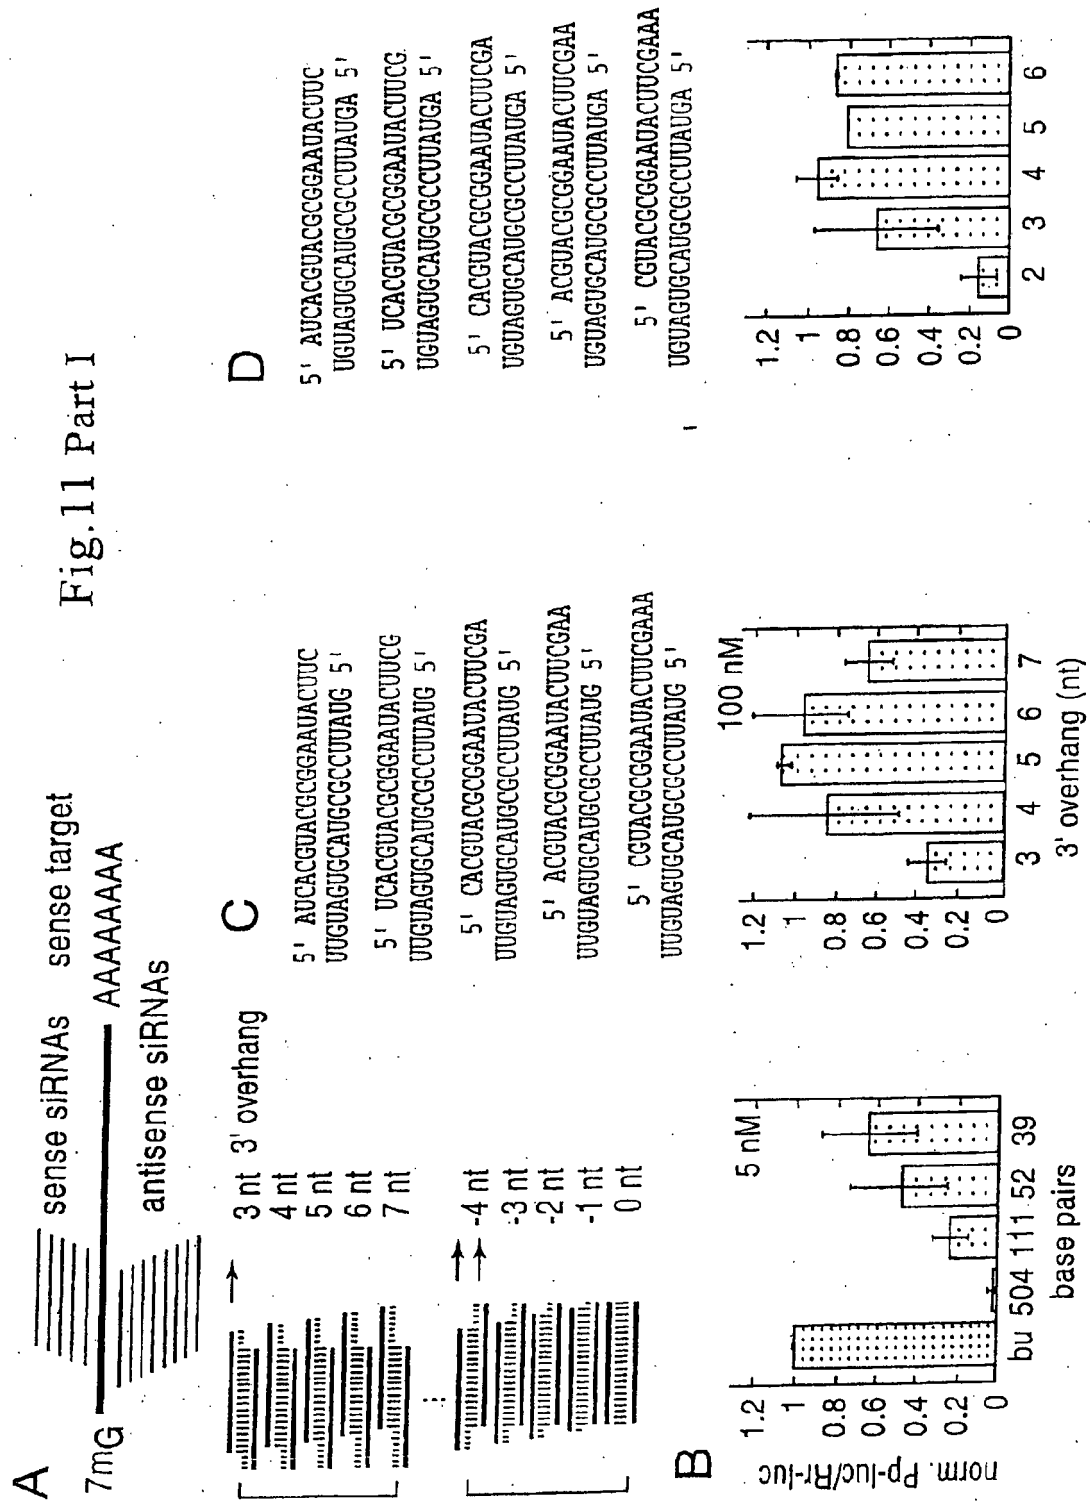 Fig.11 Part I
A
sense siRNAs sense target
7mG
AAAAAAAA
antisense siRNAs
3 nt 3' overhang
4 nt
5 nt
6 nt
7 nt
-4 nt
-3 nt
-2 nt
-1 nt
0 nt
B
norm. Pp-luc/Rr-luc
1.2
1
0.8
0.6
0.4
0.2
0
5 nM
bu 504 111 52 39
base pairs
C
5' AUCACGUACGCGGAAUACUUC
UUGUAGUGCAUGCGCCUUAUG 5'
5' UCACGUACGCGGAAUACUUCG
UUGUAGUGCAUGCGCCUUAUG 5'
5' CACGUACGCGGAAUACUUCGA
UUGUAGUGCAUGCGCCUUAUG 5'
5' ACGUACGCGGAAUACUUCGAA
UUGUAGUGCAUGCGCCUUAUG 5'
5' CGUACGCGGAAUACUUCGAAA
UUGUAGUGCAUGCGCCUUAUG 5'
1.2
1
0.8
0.6
0.4
0.2
0
100 nM
3 4 5 6 7
3' overhang (nt)
D
5' AUCACGUACGCGGAAUACUUC
UGUAGUGCAUGCGCCUUAUGA 5'
5' UCACGUACGCGGAAUACUUCG
UGUAGUGCAUGCGCCUUAUGA 5'
5' CACGUACGCGGAAUACUUCGA
UGUAGUGCAUGCGCCUUAUGA 5'
5' ACGUACGCGGAAUACUUCGAA
UGUAGUGCAUGCGCCUUAUGA 5'
5' CGUACGCGGAAUACUUCGAAA
UGUAGUGCAUGCGCCUUAUGA 5'
1.2
1
0.8
0.6
0.4
0.2
0
2 3 4 5 6